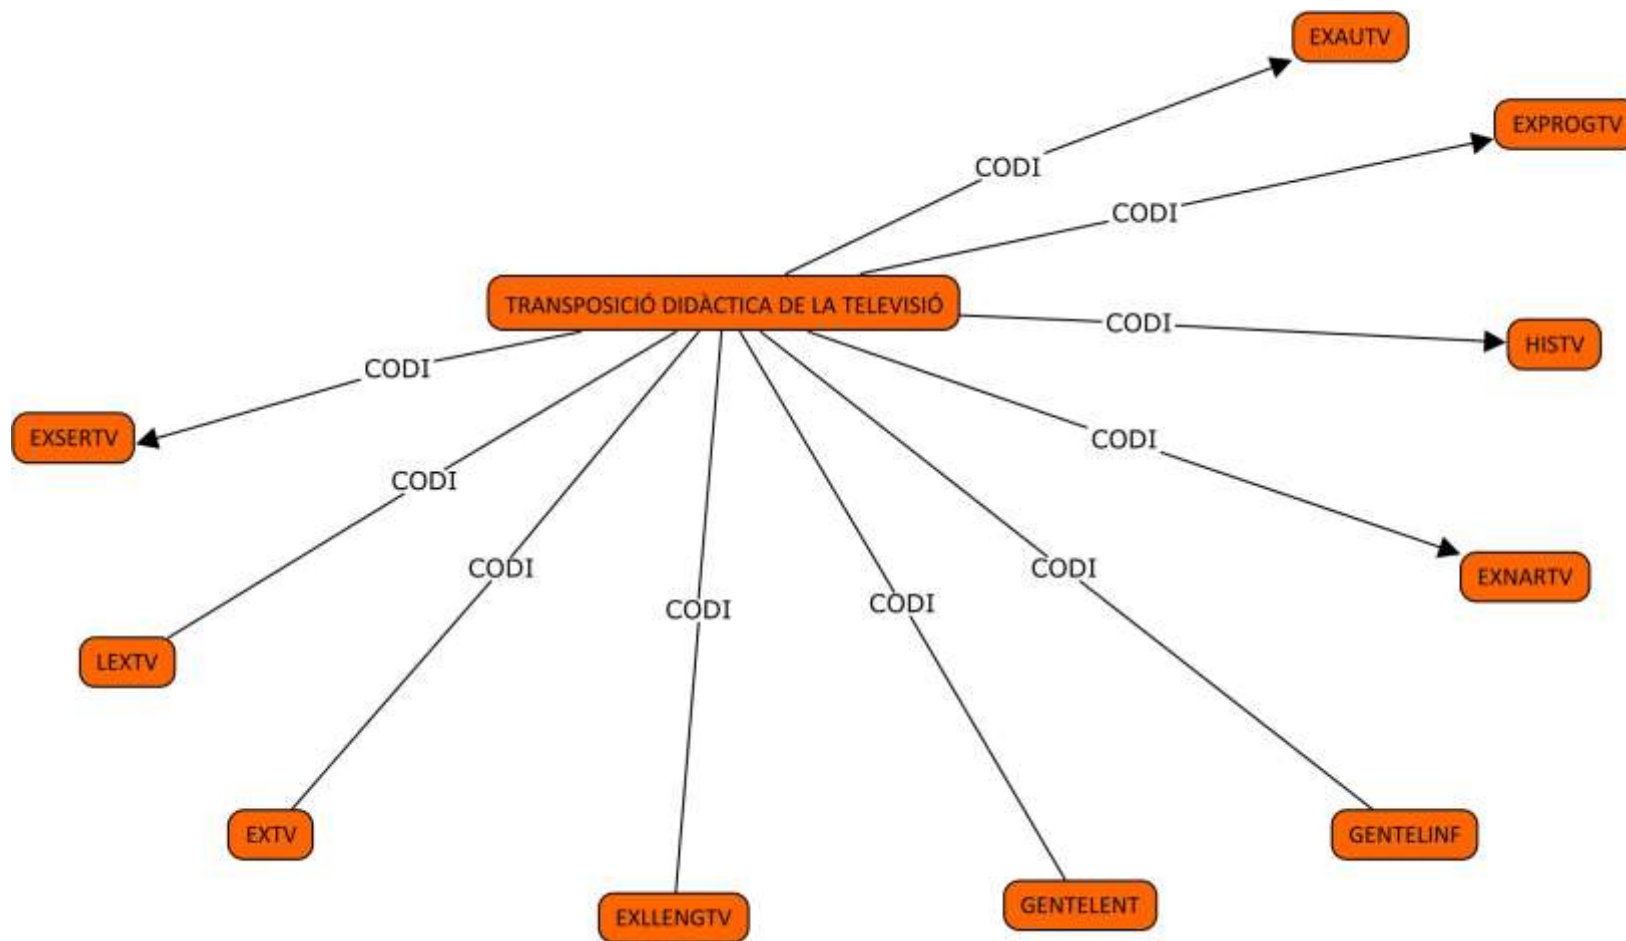 EXAUTV
EXPROGTV
CODI
CODI
TRANSPOSICIÓ DIDÀCTICA DE LA TELEVISIÓ
CODI
HISTV
CODI
EXSERTV
CODI
CODI
CODI
CODI
EXNARTV
CODI
CODI
LEXTV
EXTV
GENTELINF
GENTELENT
EXLLENGTV